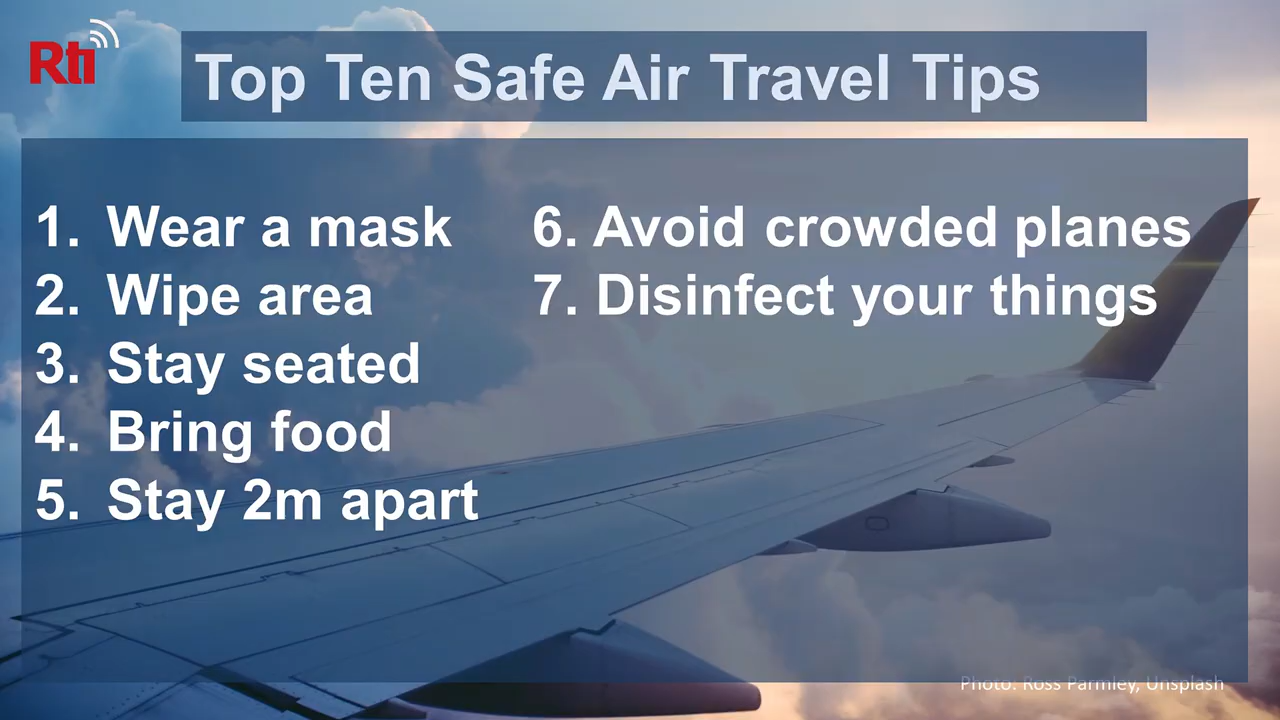 Rti
Top Ten Safe Air Travel Tips
1. Wear a mask
2. Wipe area
3. Stay seated
4. Bring food
5. Stay 2m apart
6. Avoid crowded planes
7. Disinfect your things
Photo: Ross Parmley, Unsplash